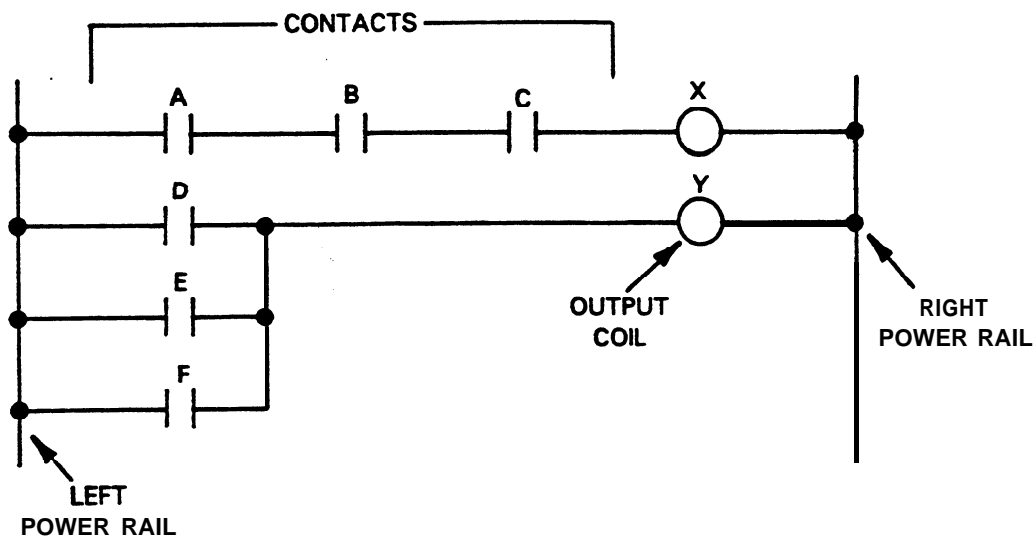 CONTACTS
A
B
C
X
D
Y
E
OUTPUT
COIL
RIGHT
POWER RAIL
F
LEFT
POWER RAIL